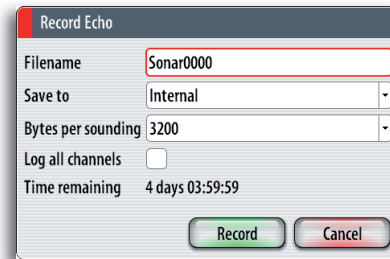 Record Echo
Filename Sonar0000
Save to Internal
Bytes per sounding 3200
Log all channels
Time remaining 4 days 03:59:59
Record Cancel